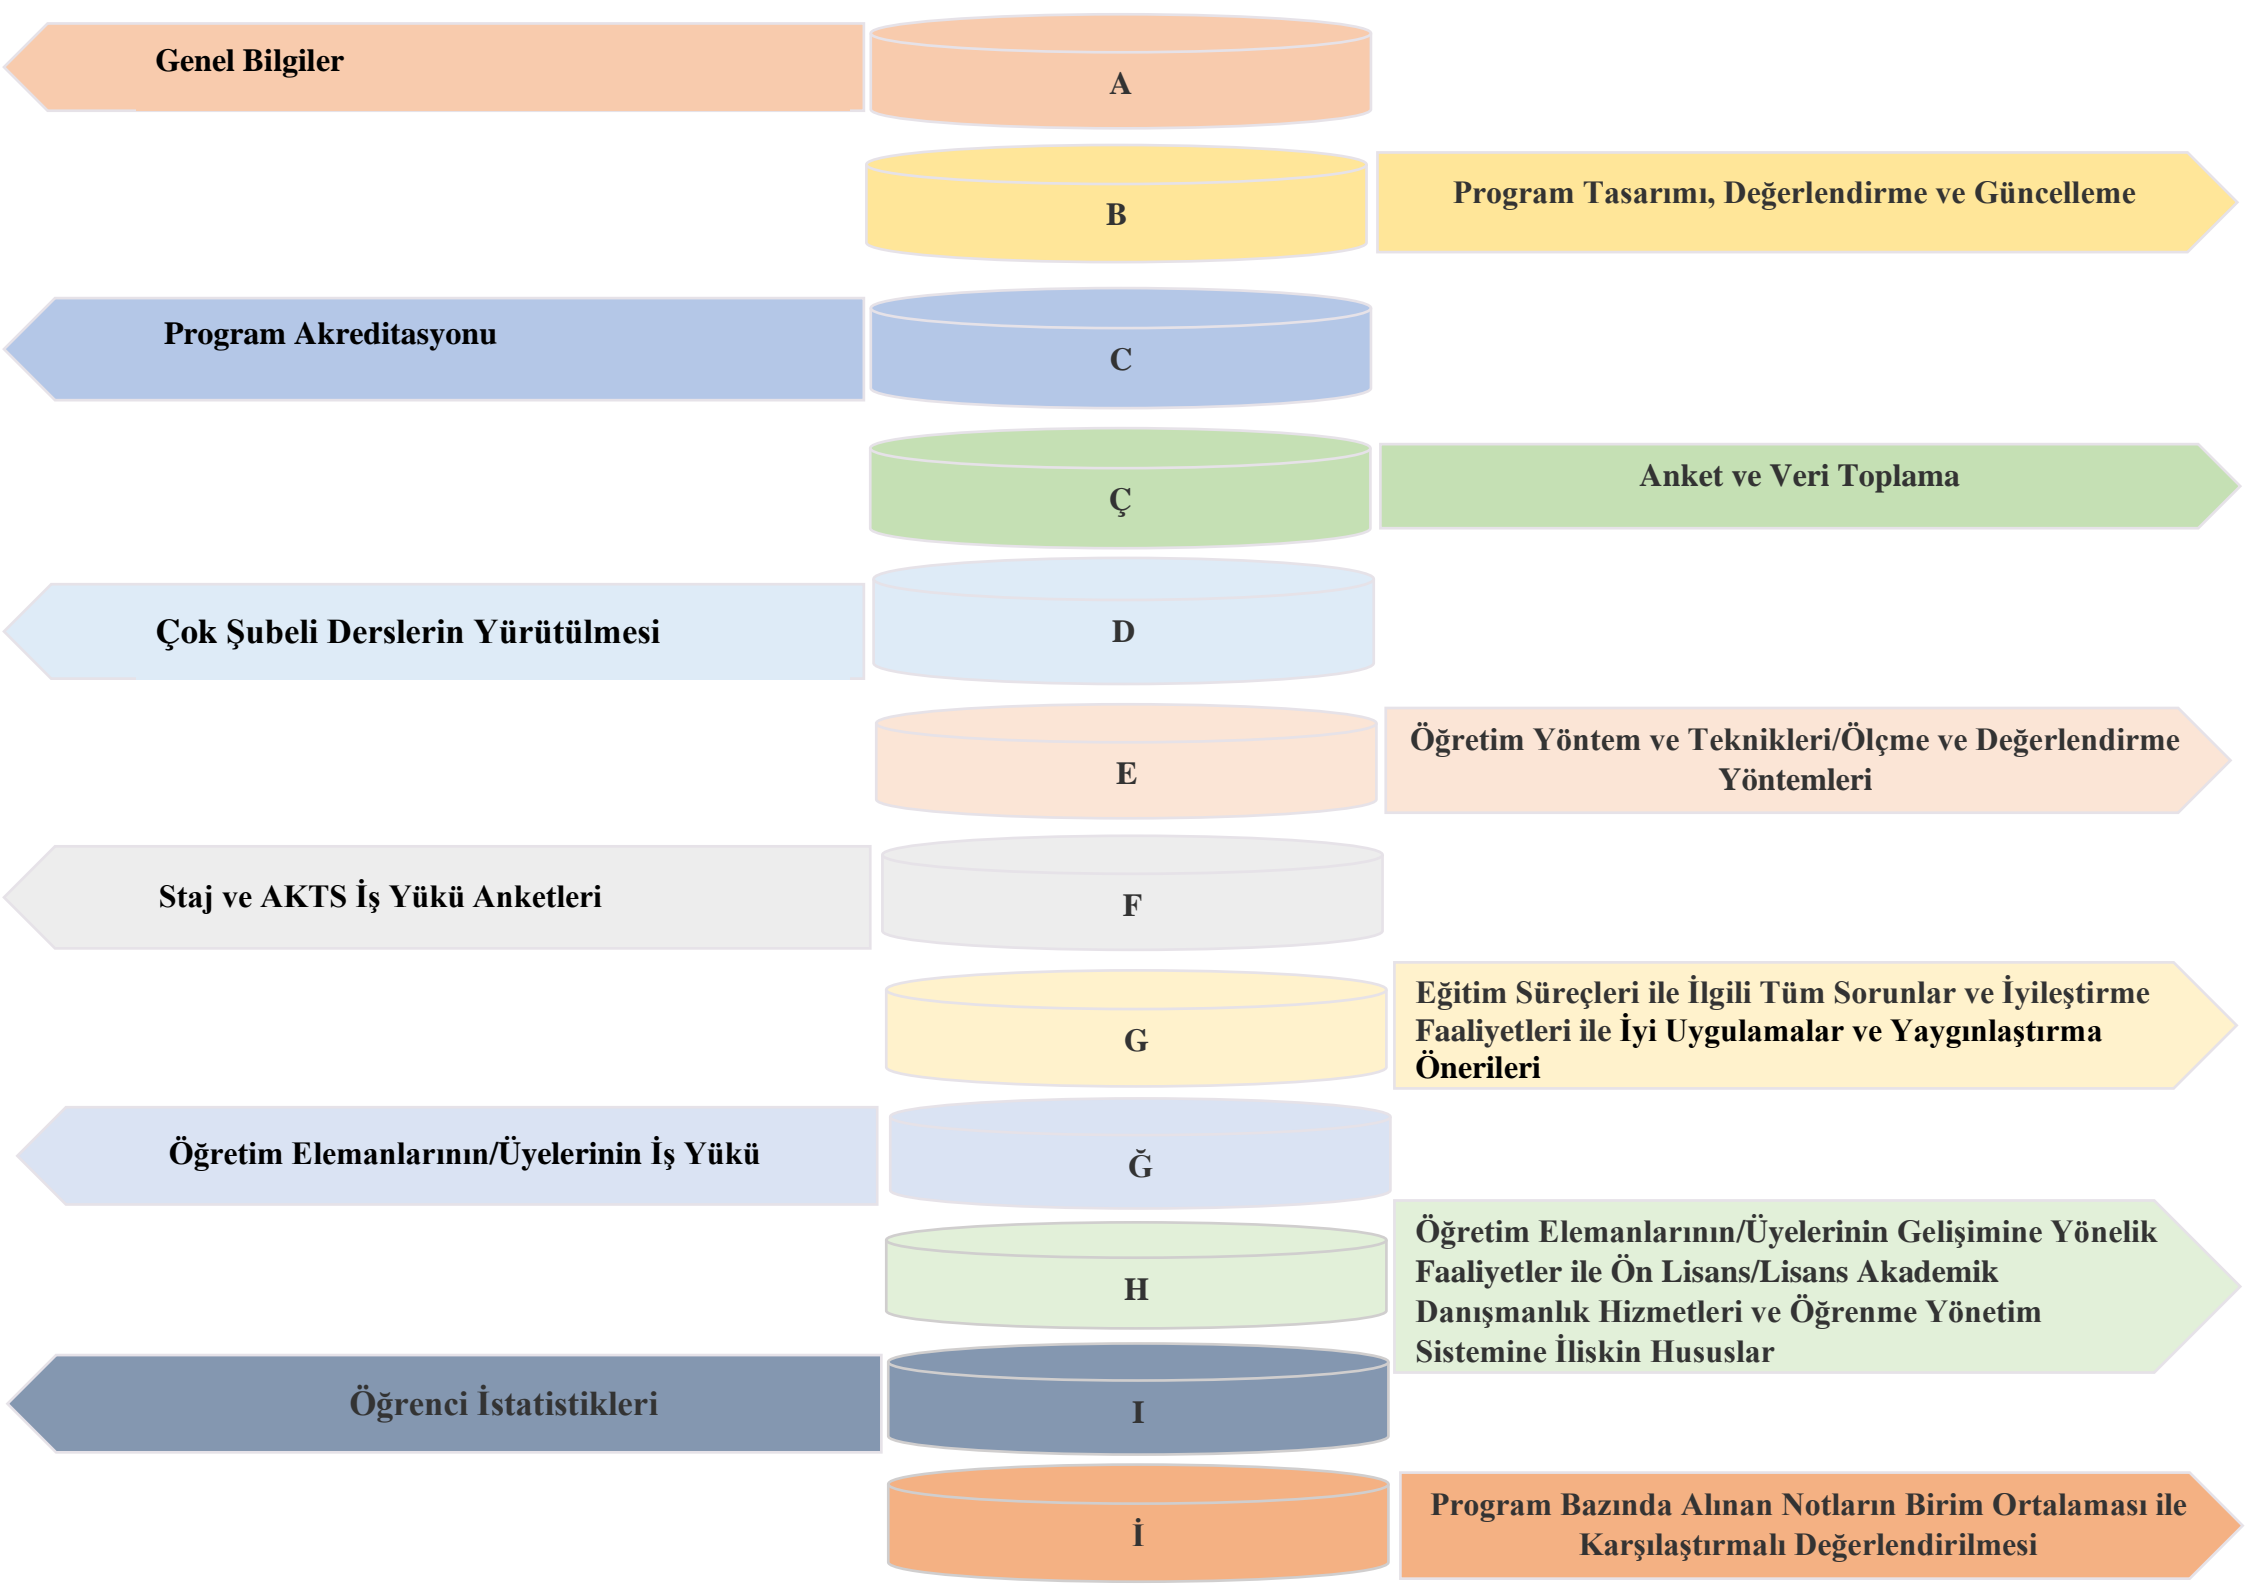 Genel Bilgiler
A
B
Program Tasarımı, Değerlendirme ve Güncelleme
Program Akreditasyonu
C
Ç
Anket ve Veri Toplama
Çok Şubeli Derslerin Yürütülmesi
D
E
Öğretim Yöntem ve Teknikleri/Ölçme ve Değerlendirme
Yöntemleri
Staj ve AKTS İş Yükü Anketleri
F
G
Eğitim Süreçleri ile İlgili Tüm Sorunlar ve İyileştirme
Faaliyetleri ile İyi Uygulamalar ve Yaygınlaştırma
Önerileri
Öğretim Elemanlarının/Üyelerinin İş Yükü
Ğ
H
Öğretim Elemanlarının/Üyelerinin Gelişimine Yönelik
Faaliyetler ile Ön Lisans/Lisans Akademik
Danışmanlık Hizmetleri ve Öğrenme Yönetim
Sistemine İliskin Hususlar
Öğrenci İstatistikleri
I
İ
Program Bazında Alınan Notların Birim Ortalaması ile
Karşılaştırmalı Değerlendirilmesi